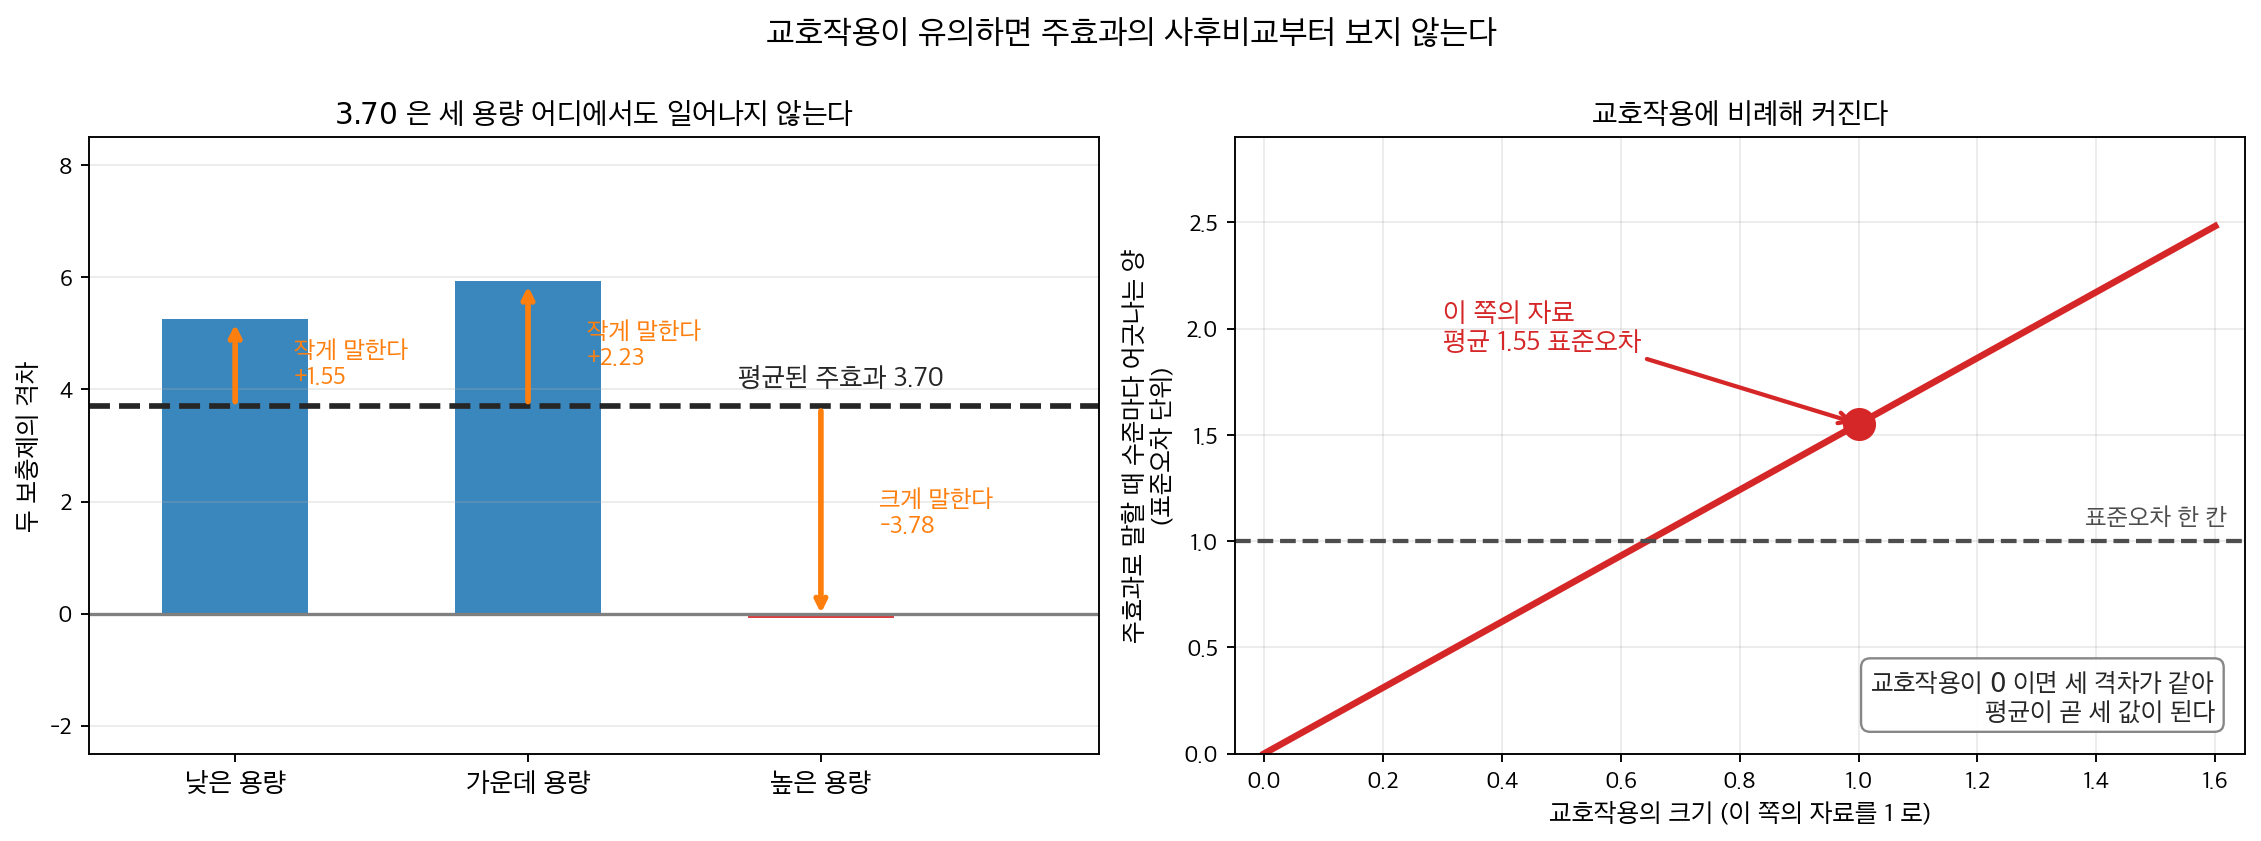 교호작용이 유의하면 주효과의 사후비교부터 보지 않는다
3.70 은 세 용량 어디에서도 일어나지 않는다
두 보충제의 격차
8
6
4
2
0
-2
작게 말한다
+1.55
작게 말한다
+2.23
평균된 주효과 3.70
크게 말한다
-3.78
낮은 용량
가운데 용량
높은 용량
교호작용에 비례해 커진다
주효과로 말할 때 수준마다 어긋나는 양
(표준오차 단위)
2.5
2.0
1.5
1.0
0.5
0.0
이 쪽의 자료
평균 1.55 표준오차
표준오차 한 칸
교호작용이 0 이면 세 격차가 같아
평균이 곧 세 값이 된다
0.0
0.2
0.4
0.6
0.8
1.0
1.2
1.4
1.6
교호작용의 크기 (이 쪽의 자료를 1 로)